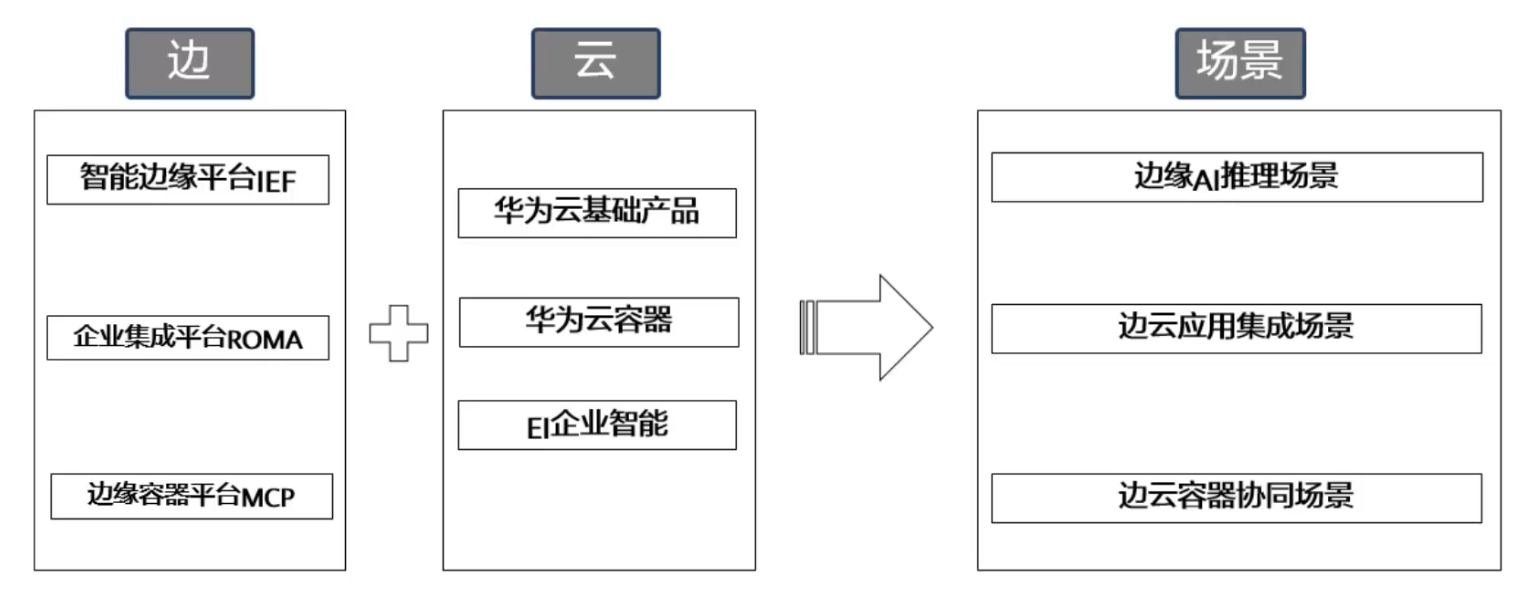 边
云
场景
智能边缘平台IEF
企业集成平台ROMA
边缘容器平台MCP
华为云基础产品
华为云容器
EI企业智能
边缘AI推理场景
边云应用集成场景
边云容器协同场景